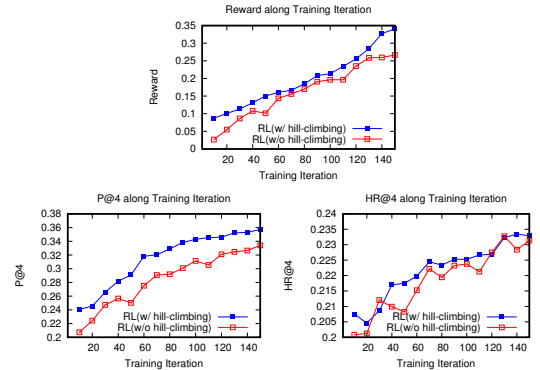 Reward along Training Iteration
0.35
0.3
0.25
0.2
0.15
0.1
0.05
0
Reward
RL(w/ hill-climbing)
RL(w/o hill-climbing)
20 40 60 80 100 120 140
Training Iteration
P@4 along Training Iteration
0.38
0.36
0.34
0.32
0.3
0.28
0.26
0.24
0.22
0.2
P@4
RL(w/ hill-climbing)
RL(w/o hill-climbing)
20 40 60 80 100 120 140
Training Iteration
HR@4 along Training Iteration
0.24
0.235
0.23
0.225
0.22
0.215
0.21
0.205
0.2
HR@4
RL(w/ hill-climbing)
RL(w/o hill-climbing)
20 40 60 80 100 120 140
Training Iteration